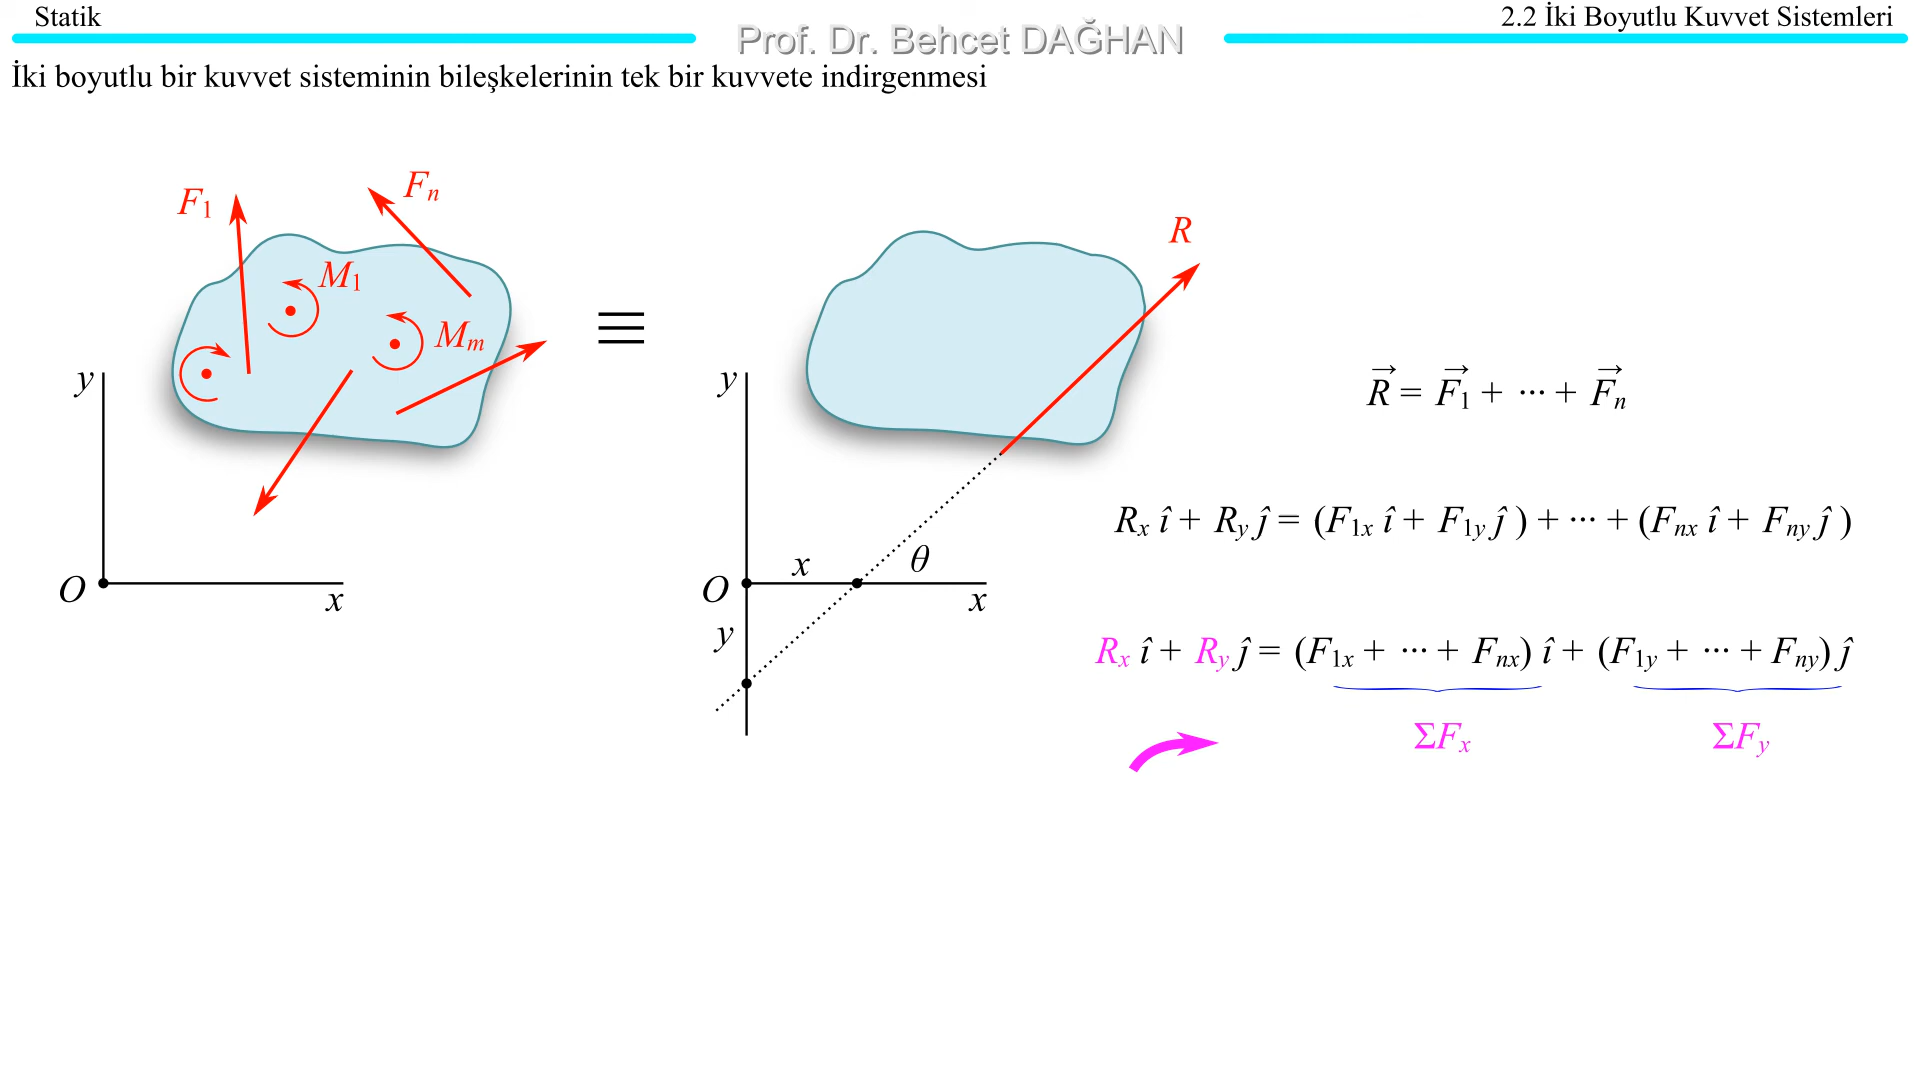 Statik
Prof. Dr. Behcet DAĞHAN
2.2 İki Boyutlu Kuvvet Sistemleri
İki boyutlu bir kuvvet sisteminin bileşkelerinin tek bir kuvvete indirgenmesi
F1
Fn
M1
Mm
y
O
x
≡
R
y
O
x
θ
x
y
R⃗ = F⃗1 + ··· + F⃗n
Rx î + Ry ĵ = (F1x î + F1y ĵ ) + ··· + (Fnx î + Fny ĵ )
Rx î + Ry ĵ = (F1x + ··· + Fnx) î + (F1y + ··· + Fny) ĵ
ΣFx
ΣFy